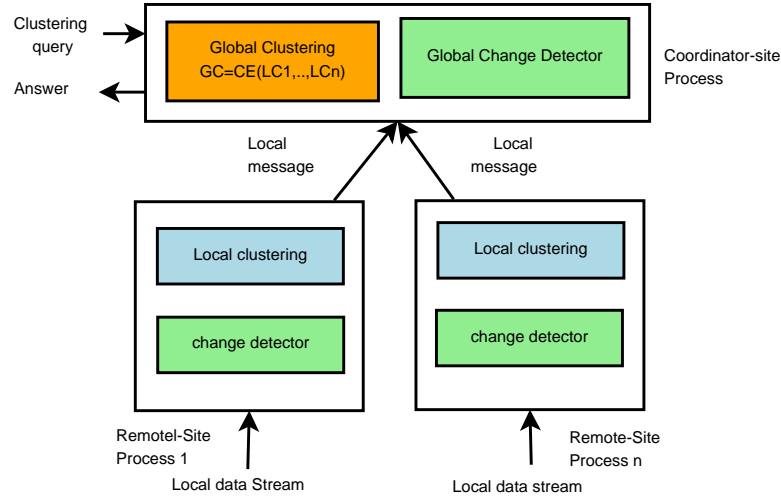 Clustering
query
Answer
Global Clustering
GC=CE(LC1,..,LCn)
Global Change Detector
Coordinator-site
Process
Local
message
Local
message
Local clustering
change detector
Local clustering
change detector
Remotel-Site
Process 1
Local data Stream
Remote-Site
Process n
Local data stream